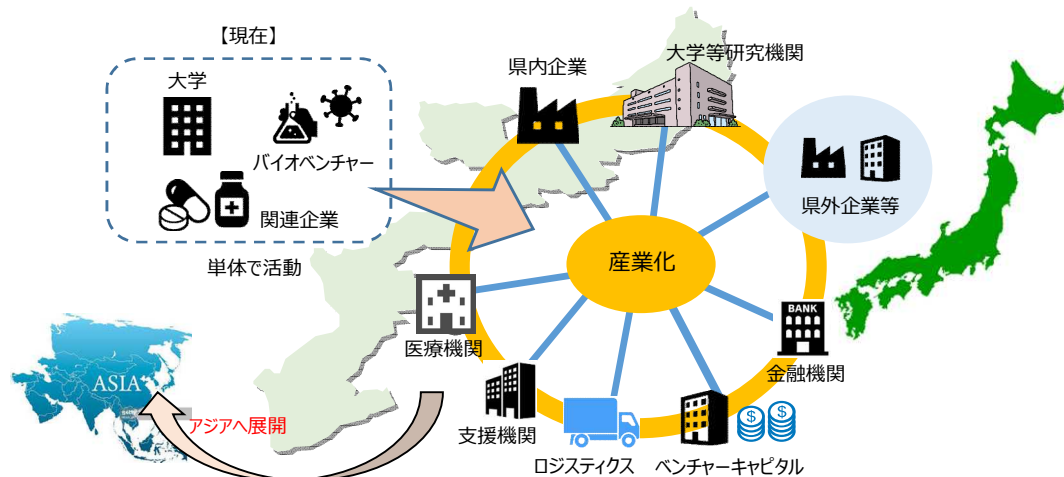 【現在】
大学
バイオベンチャー
関連企業
単体で活動
県内企業
大学等研究機関
県外企業等
産業化
医療機関
BANK
金融機関
支援機関
ロジスティクス
ベンチャーキャピタル
$ $
ASIA
アジアへ展開